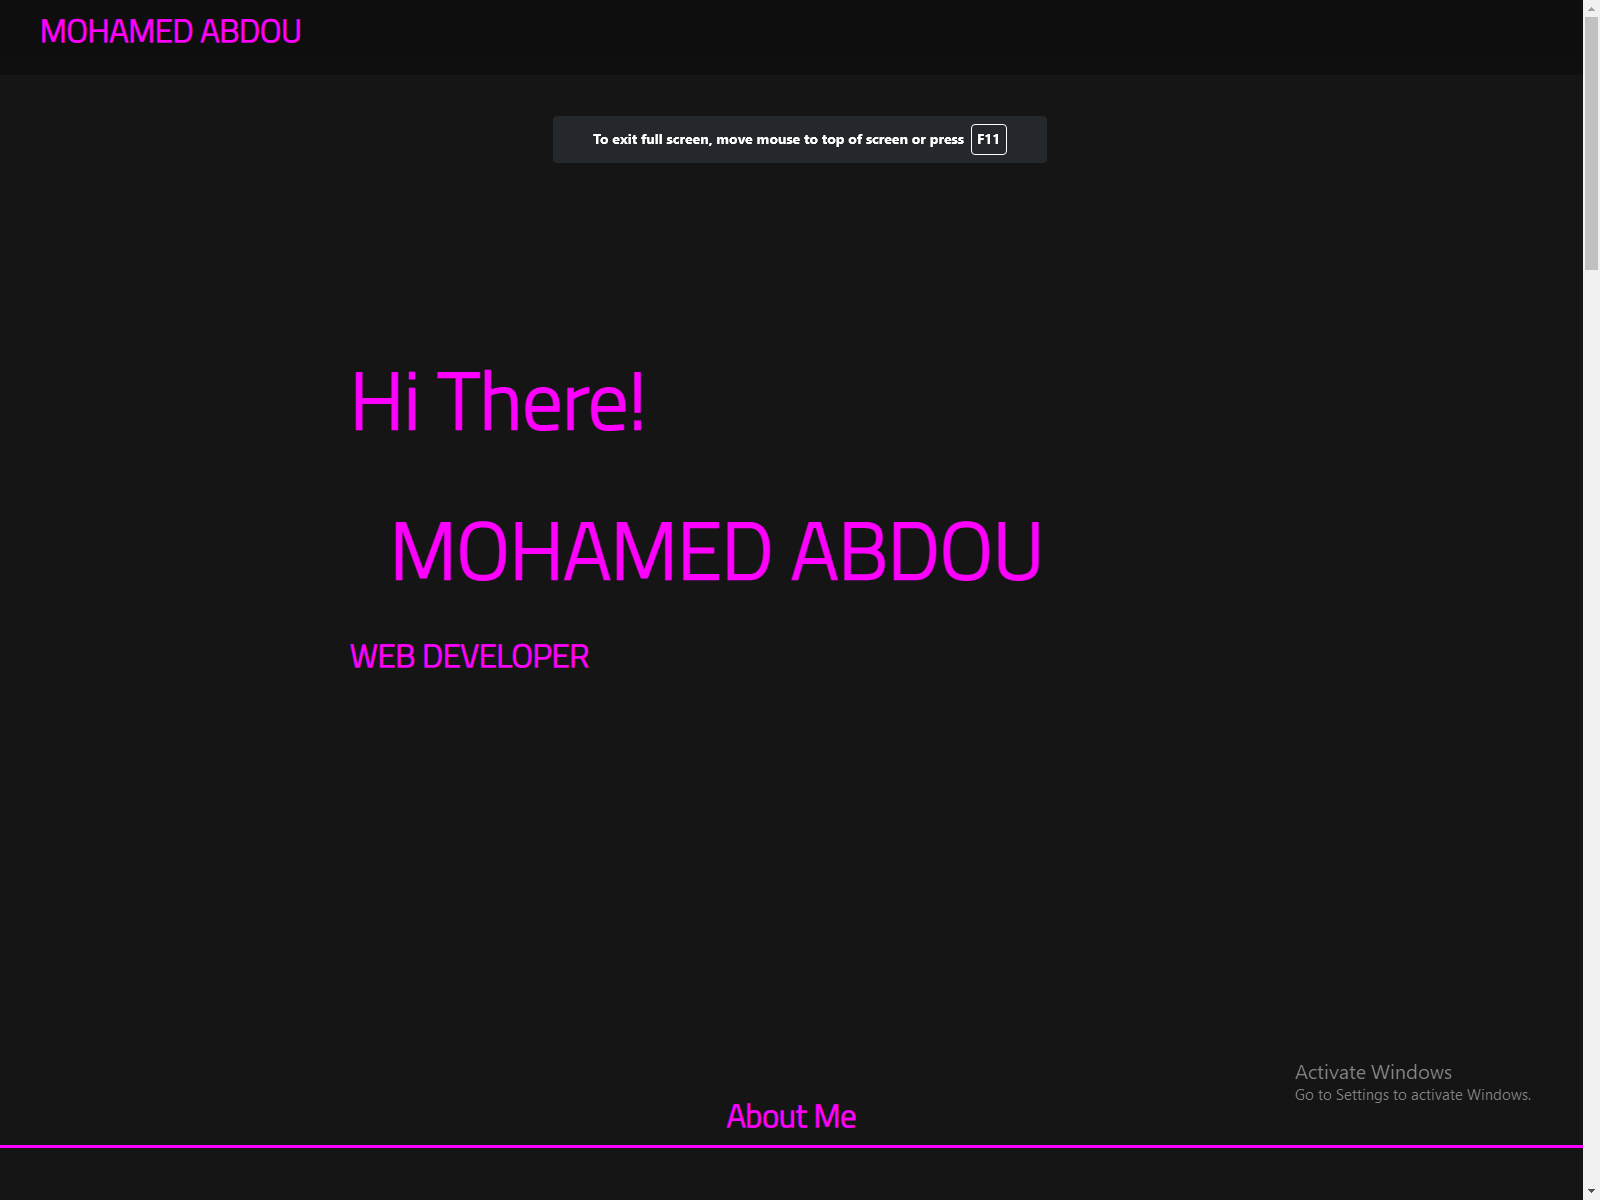 MOHAMED ABDOU
To exit full screen, move mouse to top of screen or press F11
Hi There!
MOHAMED ABDOU
WEB DEVELOPER
Activate Windows
Go to Settings to activate Windows.
About Me